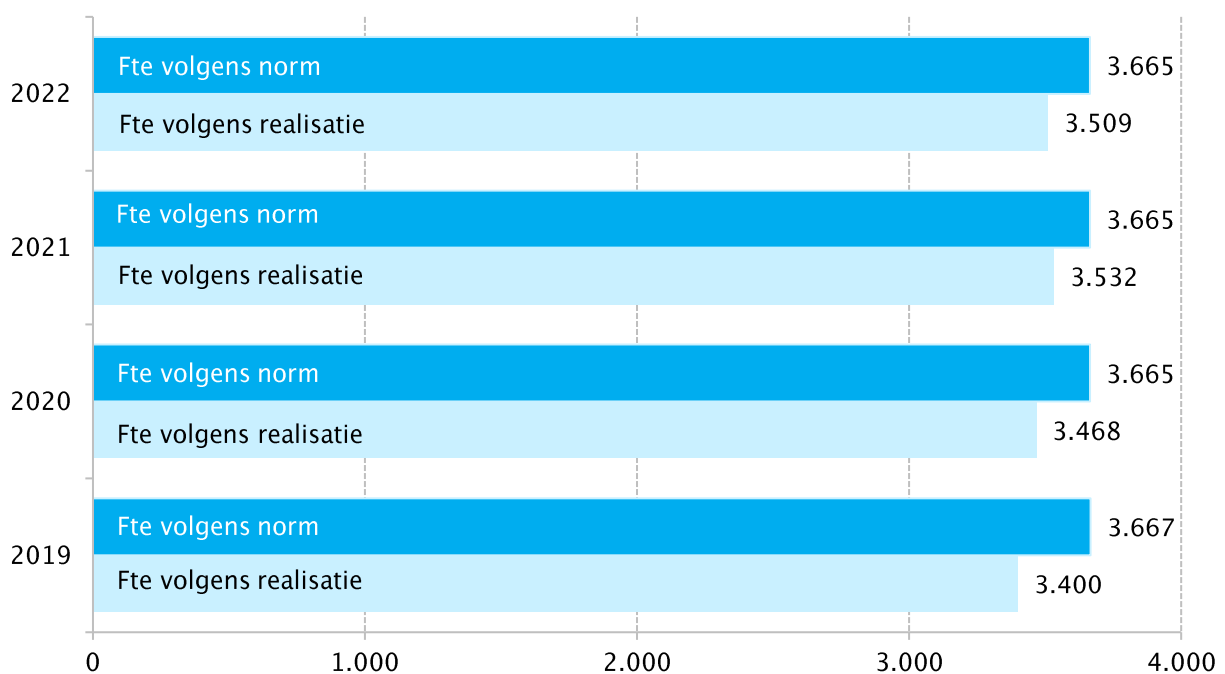 Fte volgens norm
3.665
2022
Fte volgens realisatie
3.509
Fte volgens norm
3.665
2021
Fte volgens realisatie
3.532
Fte volgens norm
3.665
2020
Fte volgens realisatie
3.468
Fte volgens norm
3.667
2019
Fte volgens realisatie
3.400
0 1.000 2.000 3.000 4.000